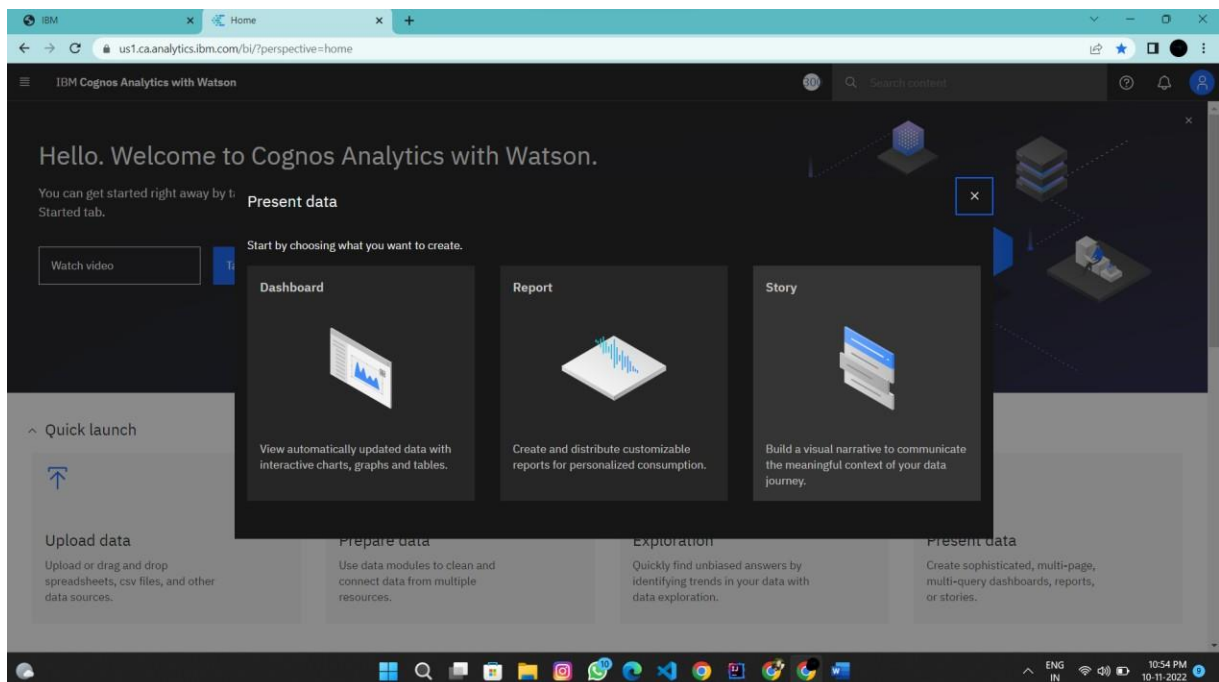 IBM
Home
us1.ca.analytics.ibm.com/bi/?perspective=home
IBM Cognos Analytics with Watson
Search content
Hello. Welcome to Cognos Analytics with Watson.
You can get started right away by
Started tab.
Watch video
Present data
Start by choosing what you want to create.
Dashboard
View automatically updated data with
interactive charts, graphs and tables.
Report
Create and distribute customizable
reports for personalized consumption.
Story
Build a visual narrative to communicate
the meaningful context of your data
journey.
Quick launch
Upload data
Upload or drag and drop
spreadsheets, csv files, and other
data sources.
Prepare data
Use data modules to clean and
connect data from multiple
resources.
Exploration
Quickly find unbiased answers by
identifying trends in your data with
data exploration.
Present data
Create sophisticated, multi-page,
multi-query dashboards, reports,
or stories.
ENG
IN
10:54 PM
10-11-2022